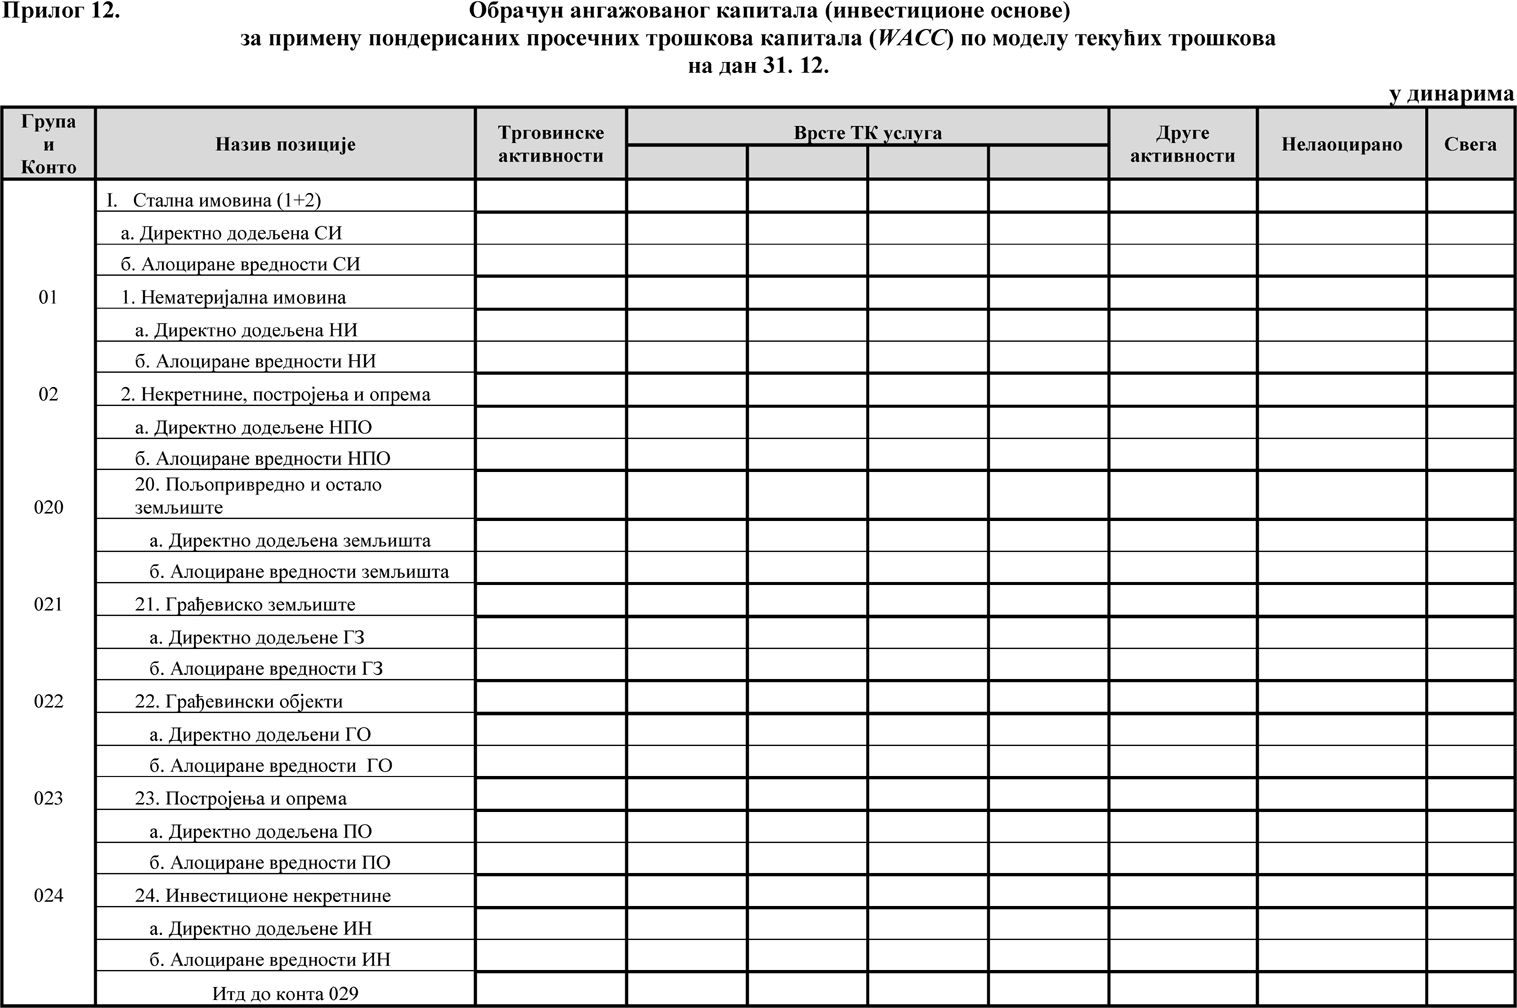 Прилог 12. Обрачун ангажованог капитала (инвестиционе основе)
за примену пондерисаних просечних трошкова капитала (WACC) по моделу текућих трошкова
на дан 31. 12.
у динарима
Група и Конто Назив позиције Трговинске активности Врсте ТК услуга Друге активности Нелаоцирано Свега
I. Стална имовина (1+2)
а. Директно додељена СИ
б. Алоциране вредности СИ
01 1. Нематеријална имовина
а. Директно додељена НИ
б. Алоциране вредности НИ
02 2. Некретнине, постројења и опрема
а. Директно додељене НПО
б. Алоциране вредности НПО
020 20. Пољопривредно и остало
земљиште
а. Директно додељена земљишта
б. Алоциране вредности земљишта
021 21. Грађевиско земљиште
а. Директно додељене ГЗ
б. Алоциране вредности ГЗ
022 22. Грађевински објекти
а. Директно додељени ГО
б. Алоциране вредности ГО
023 23. Постројења и опрема
а. Директно додељена ПО
б. Алоциране вредности ПО
024 24. Инвестиционе некретнине
а. Директно додељене ИН
б. Алоциране вредности ИН
Итд до конта 029